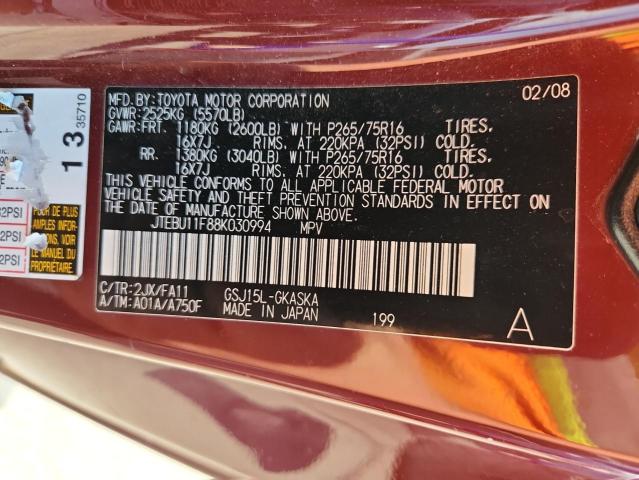 MFD.BY:TOYOTA MOTOR CORPORATION 02/08
GVWR:2525KG (5570LB)
GAWR:FRT. 1180KG (2600LB)WITH P265/75R16 TIRES.
16X7J RIMS. AT 220KPA (32PSI) COLD.
RR. 1380KG (3040LB)WITH P265/75R16 TIRES.
16X7J RIMS. AT 220KPA (32PSI) COLD.
THIS VEHICLE CONFORMS TO ALL APPLICABLE FEDERAL MOTOR
VEHICLE SAFETY AND THEFT PREVENTION STANDARDS IN EFFECT ON
THE DATE OF MANUFACTURE SHOWN ABOVE.
JTEBU11F88K030994 MPV
C/TR:2JX/FA11 GSJ15L-GKASKA
A/TM:A01A/A750F MADE IN JAPAN 199 A
13 35710
POUR DE PLUS
AMPLES INFOR-
LE MANUEL DU
32PSI
32PSI
32PSI